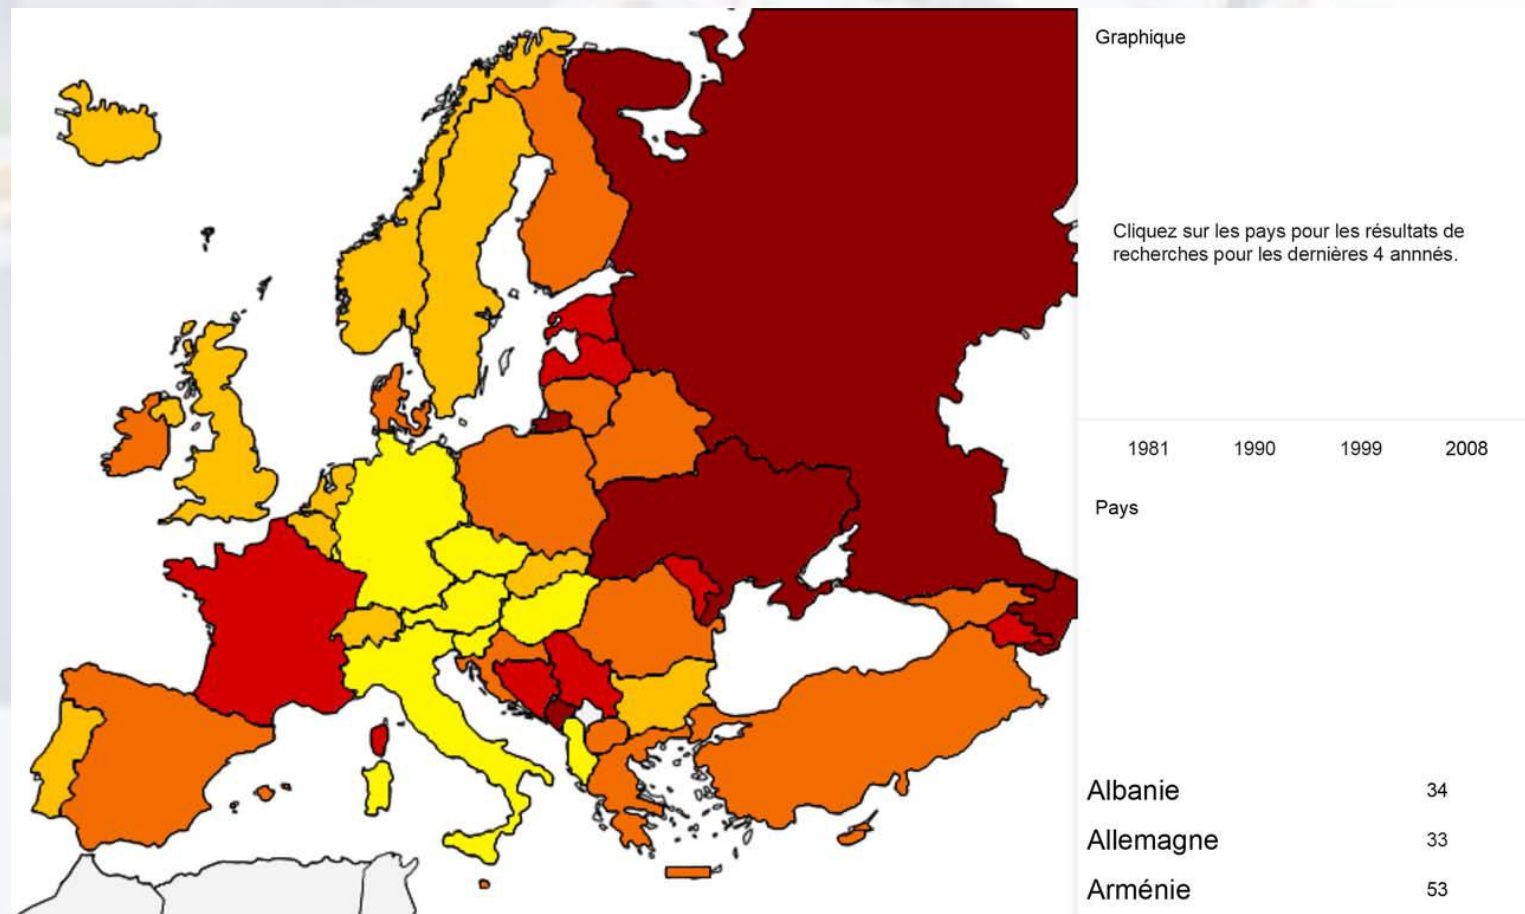 Graphique
Cliquez sur les pays pour les résultats de
recherches pour les dernières 4 annnés.
1981 1990 1999 2008
Pays
Albanie 34
Allemagne 33
Arménie 53